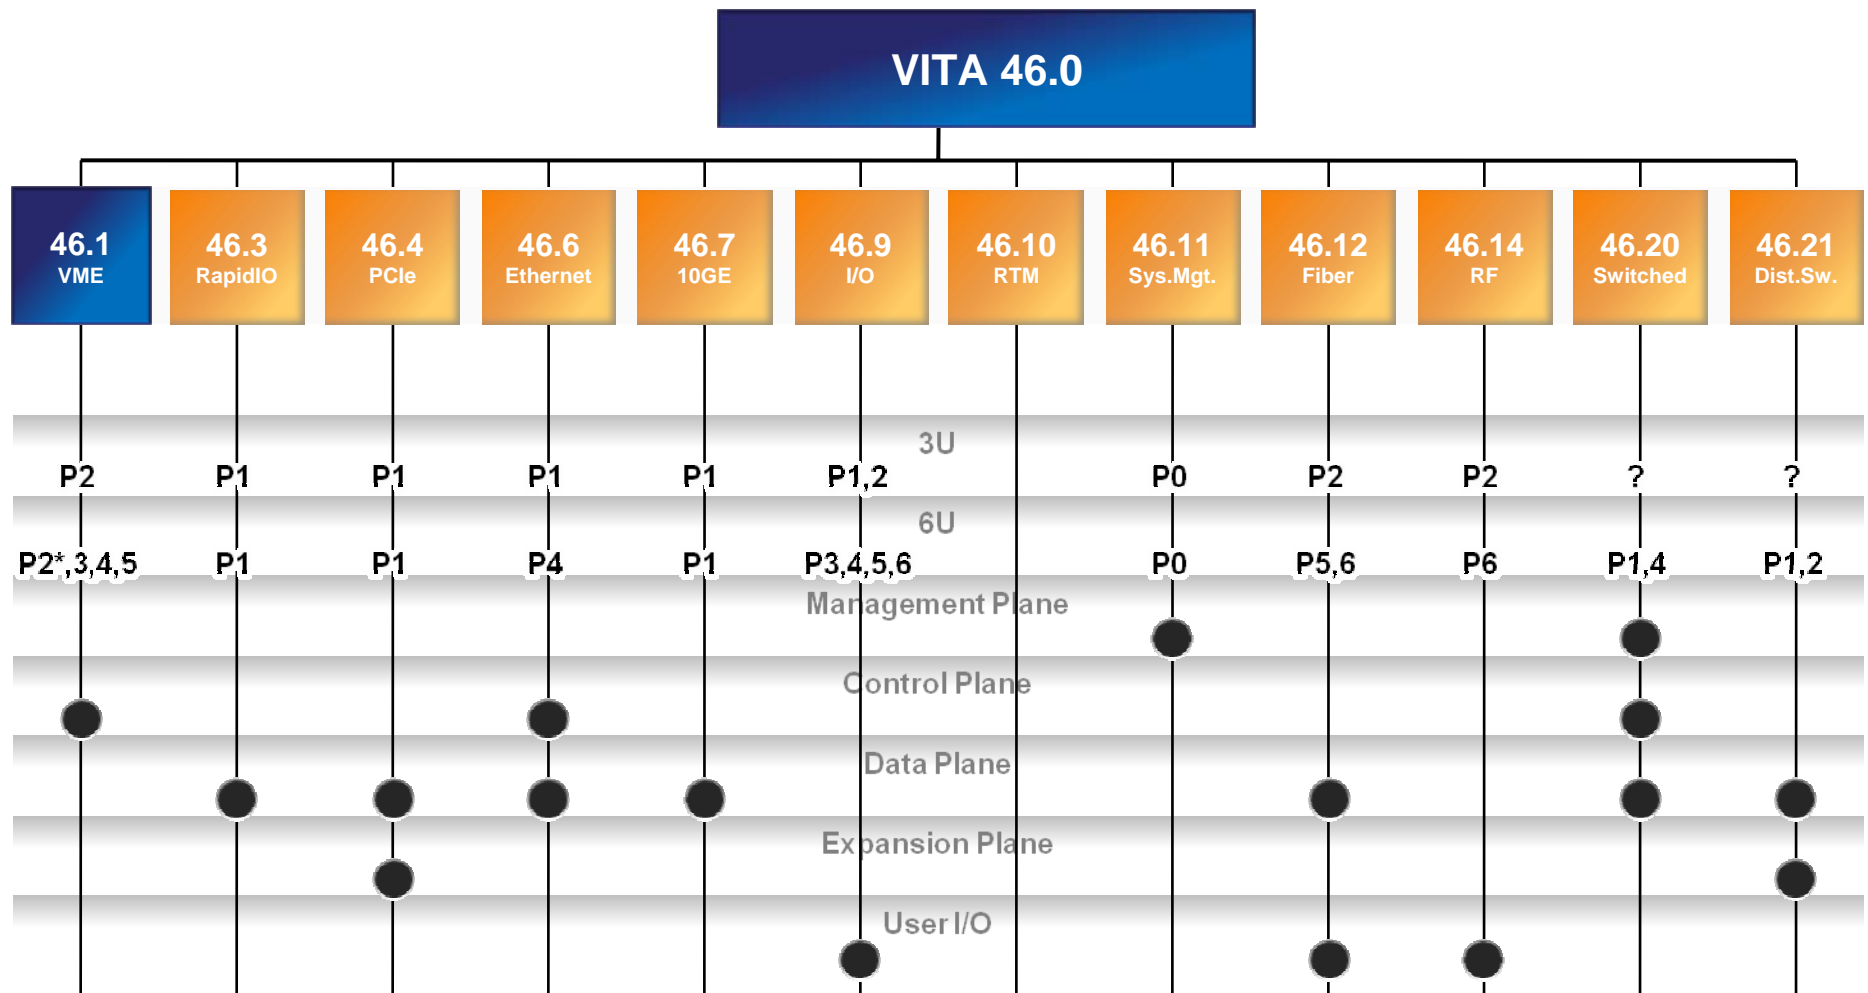 VITA 46.0
46.1 46.3 46.4 46.6 46.7 46.9 46.10 46.11 46.12 46.14 46.20 46.21
VME RapidIO PCIe Ethernet 10GE I/O RTM Sys.Mgt. Fiber RF Switched Dist.Sw.
3U
P2 P1 P1 P1 P1 P1,2 P0 P2 P2 ? ?
6U
P2*,3,4,5 P1 P1 P4 P1 P3,4,5,6 P0 P5,6 P6 P1,4 P1,2
Management Plane
Control Plane
Data Plane
Expansion Plane
User I/O